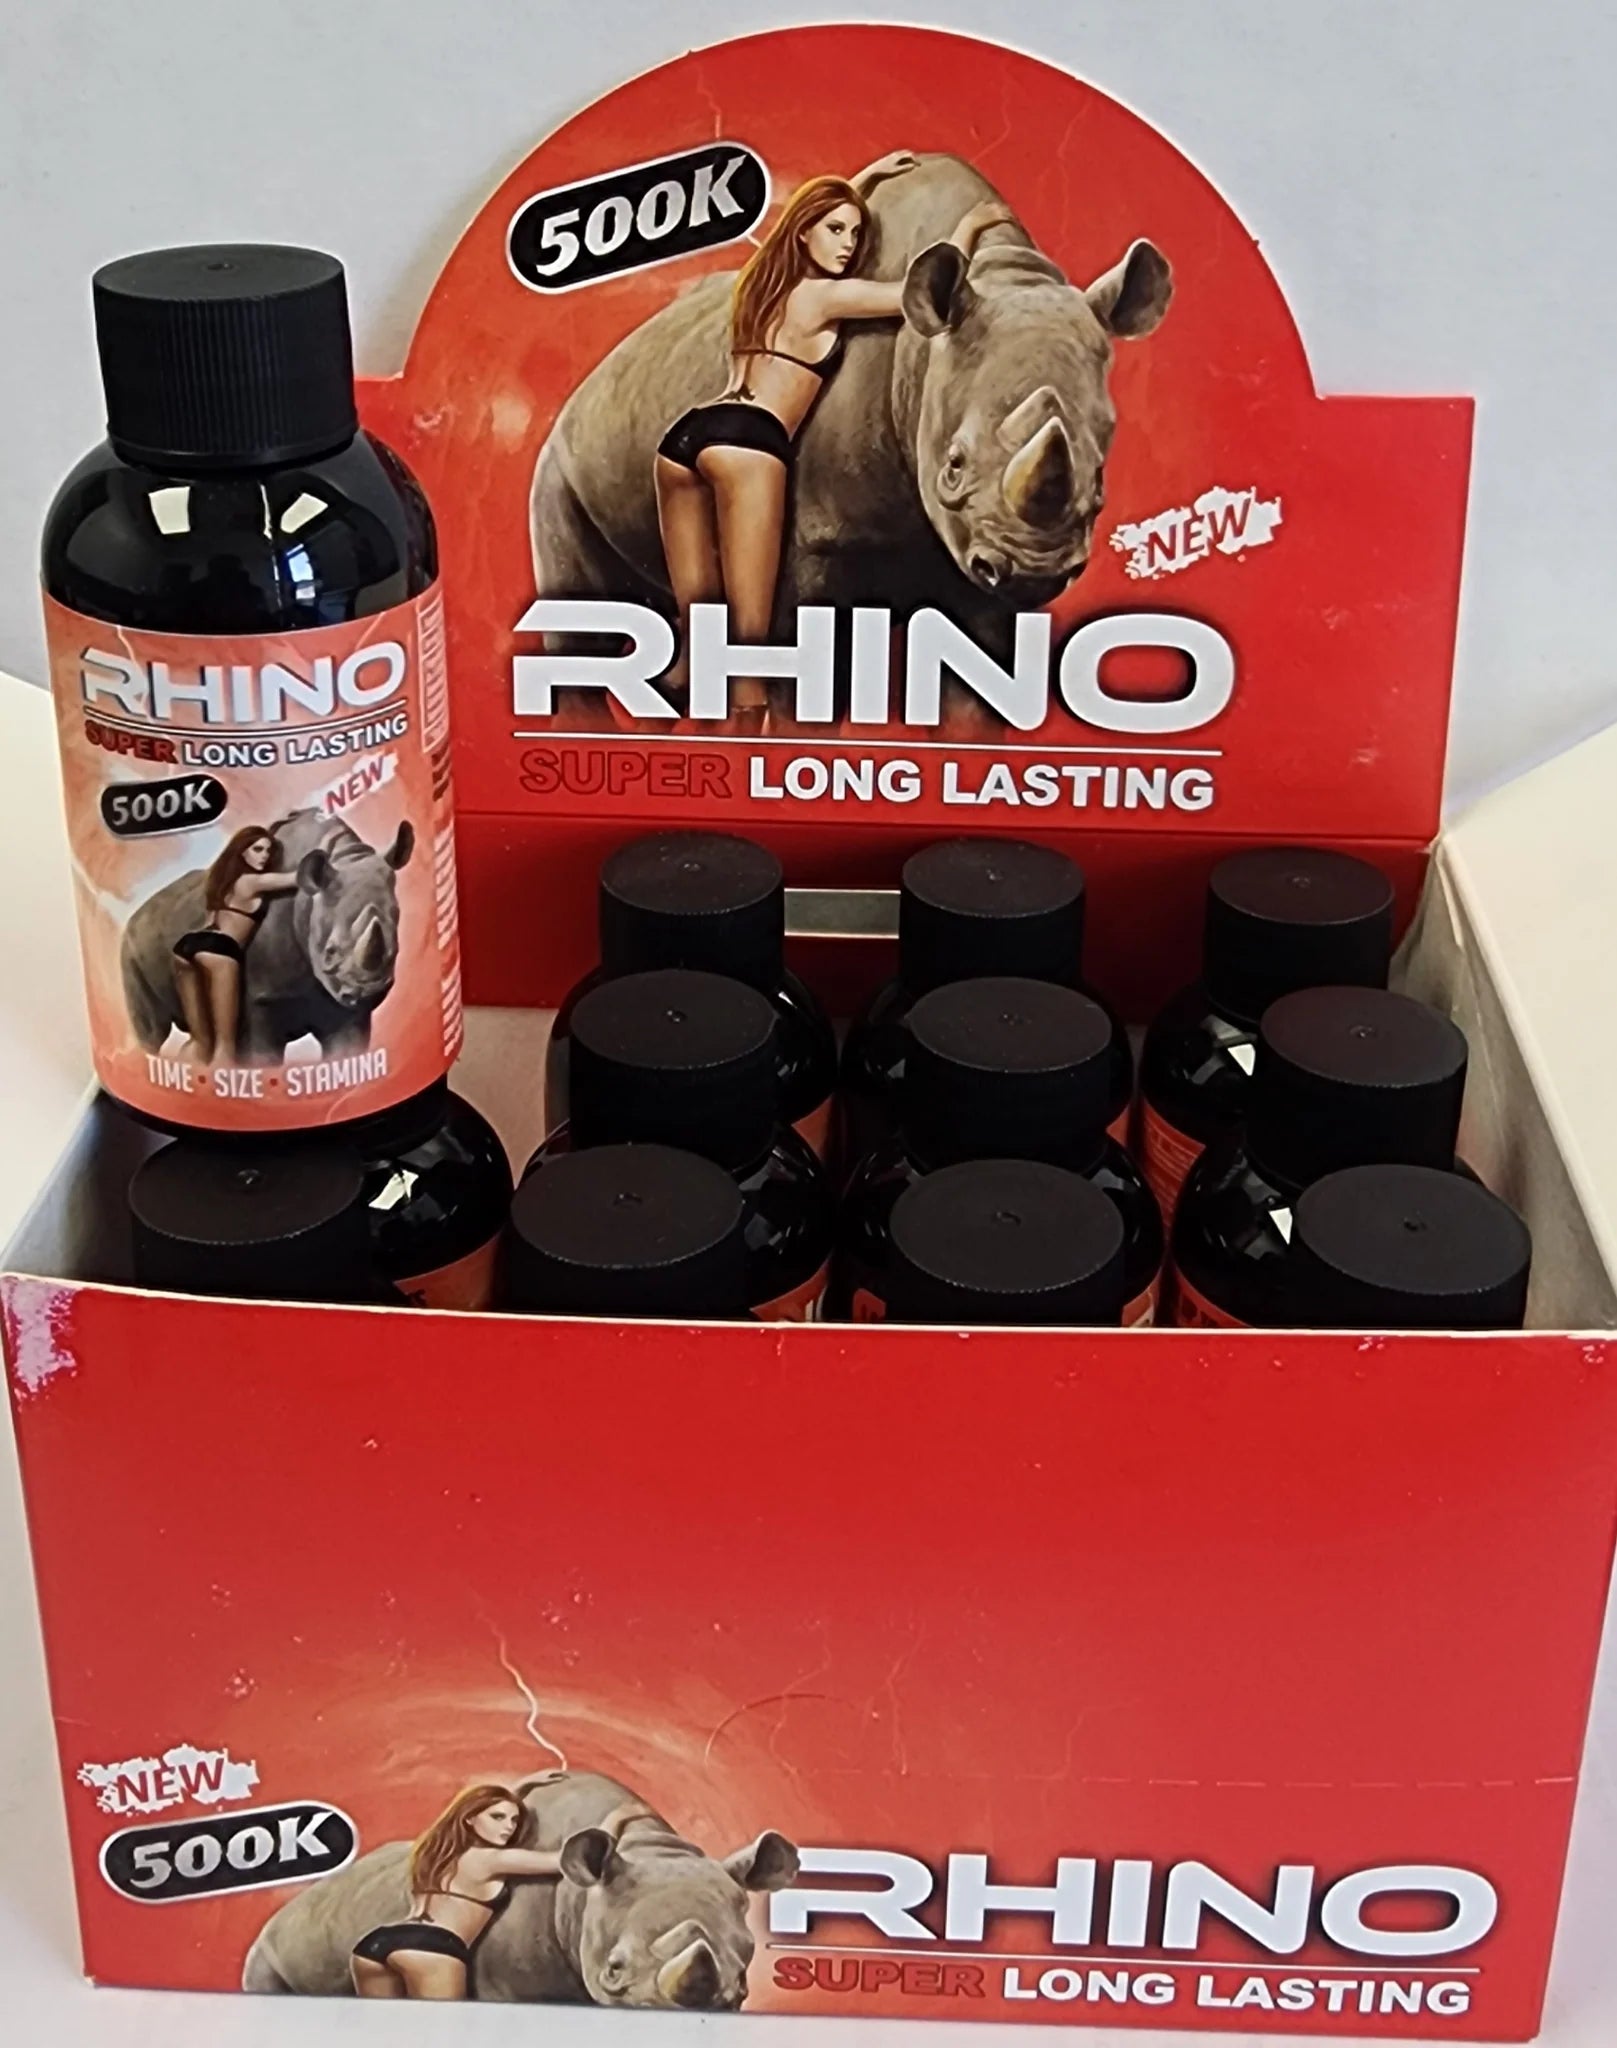 500K
NEW
RHINO
SUPER LONG LASTING
RHINO
SUPER LONG LASTING
NEW
500K
TIME • SIZE • STAMINA
NEW
500K
RHINO
SUPER LONG LASTING